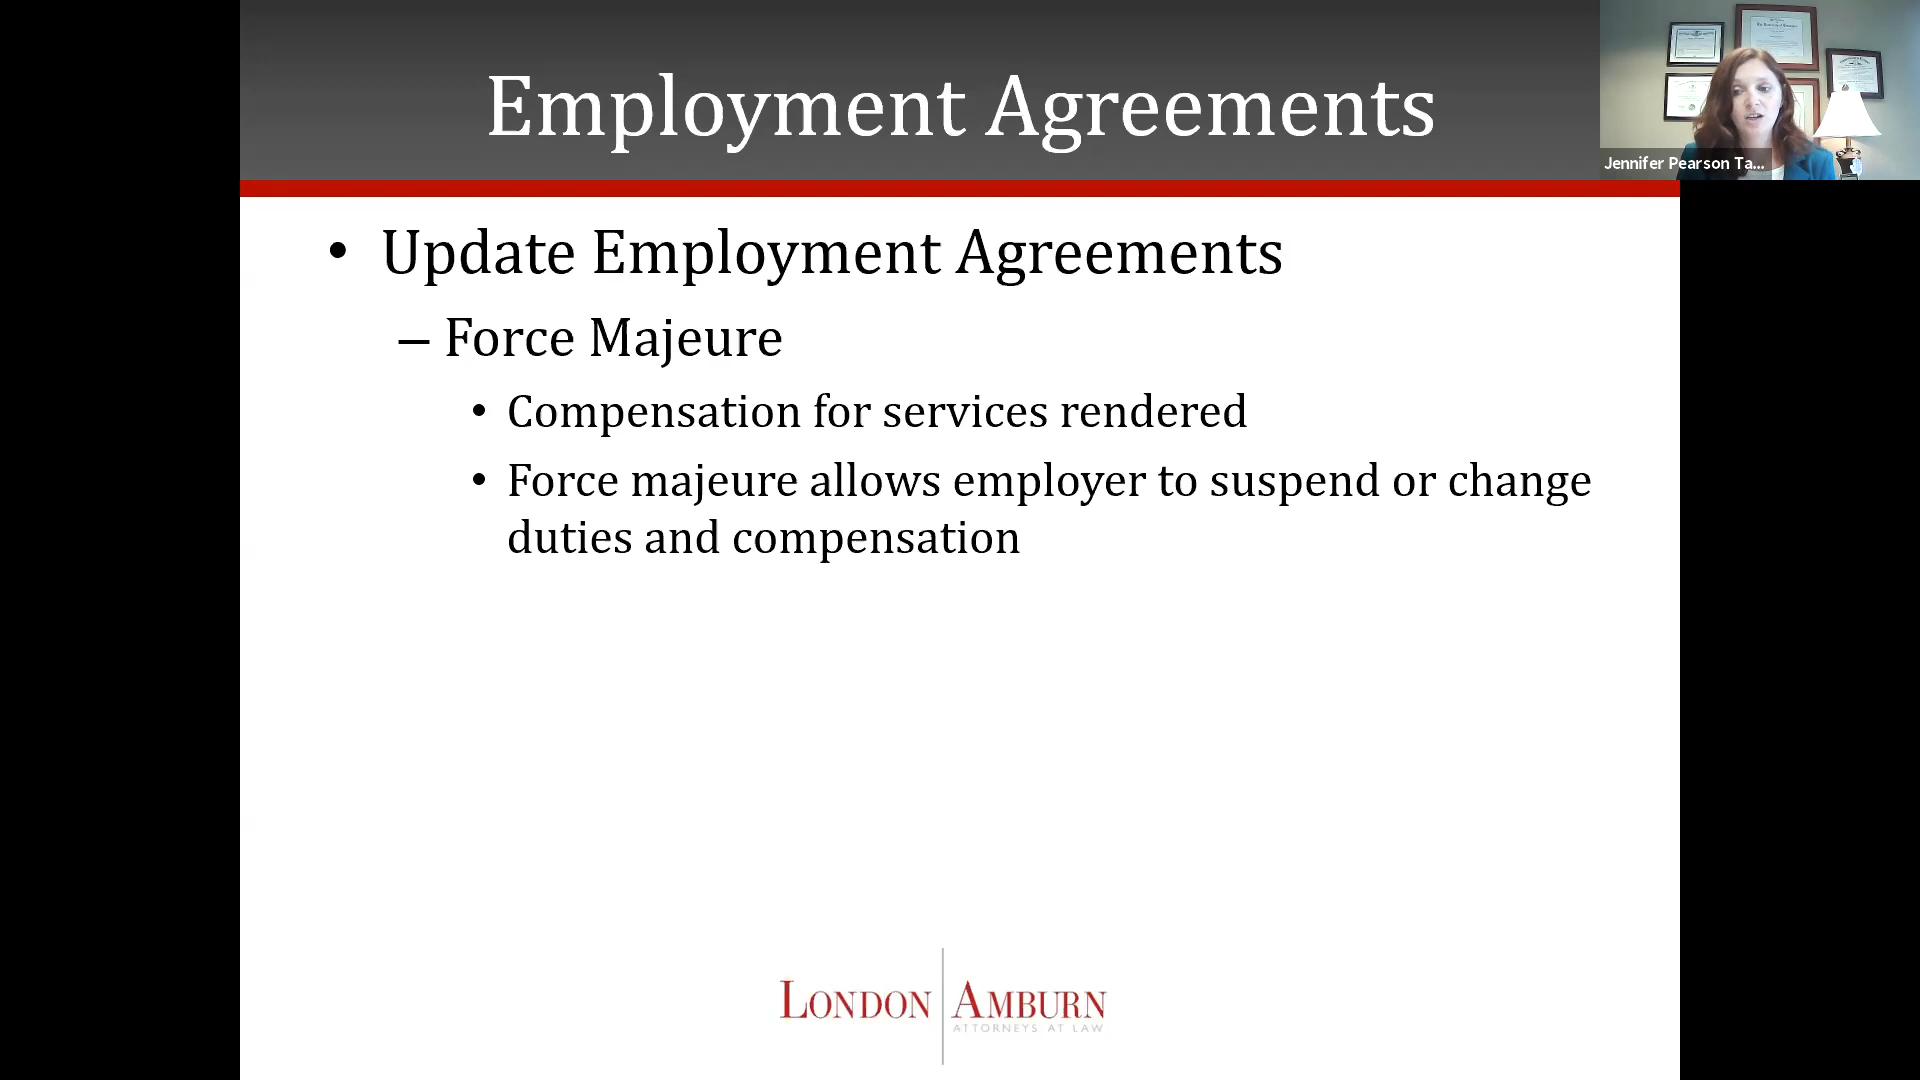 Employment Agreements
Jennifer Pearson Ta...
• Update Employment Agreements
– Force Majeure
• Compensation for services rendered
• Force majeure allows employer to suspend or change
duties and compensation
LONDON AMBURN
ATTORNEYS AT LAW